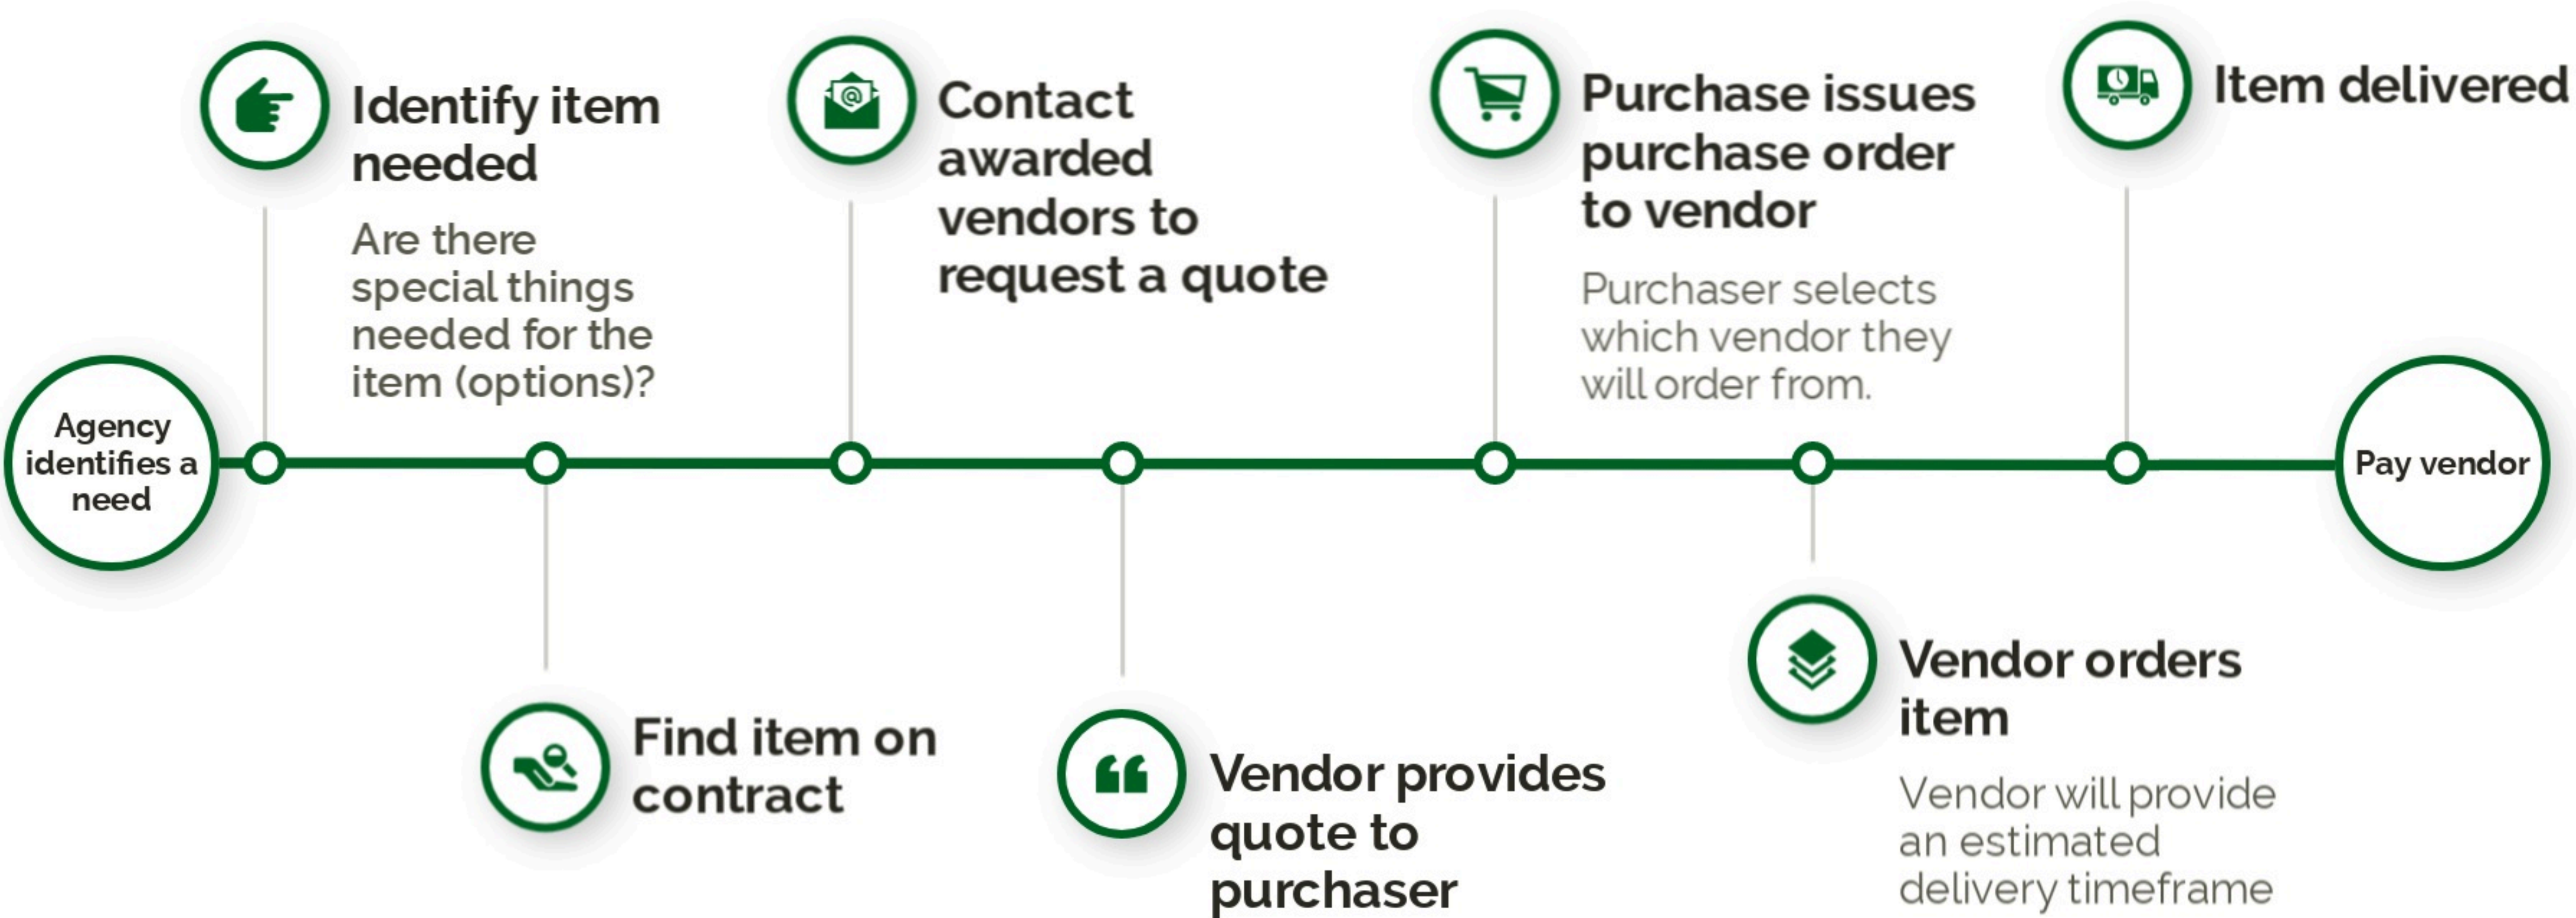 Agency
identifies a
need
Identify item
needed
Are there
special things
needed for the
item (options)?
Find item on
contract
Contact
awarded
vendors to
request a quote
Vendor provides
quote to
purchaser
Purchase issues
purchase order
to vendor
Purchaser selects
which vendor they
will order from.
Vendor orders
item
Vendor will provide
an estimated
delivery timeframe
Item delivered
Pay vendor